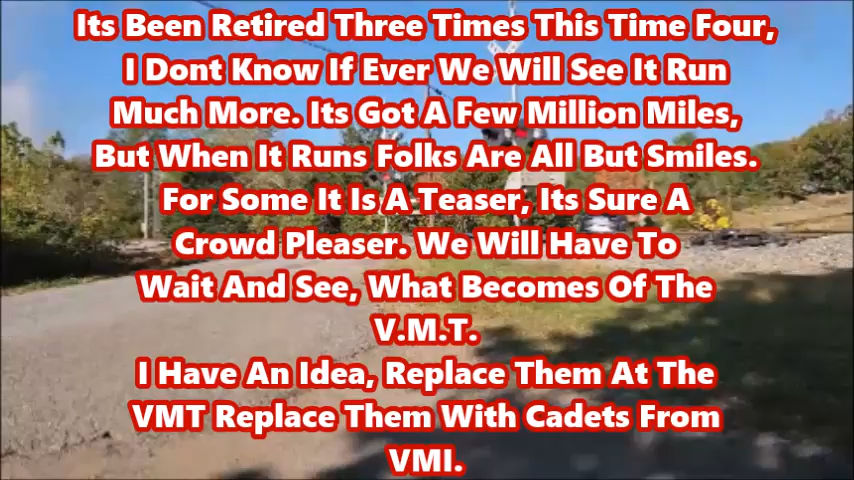 Its Been Retired Three Times This Time Four,
I Dont Know If Ever We Will See It Run
Much More. Its Got A Few Million Miles,
But When It Runs Folks Are All But Smiles.
For Some It Is A Teaser, Its Sure A
Crowd Pleaser. We Will Have To
Wait And See, What Becomes Of The
V.M.T.
I Have An Idea, Replace Them At The
VMT Replace Them With Cadets From
VMI.